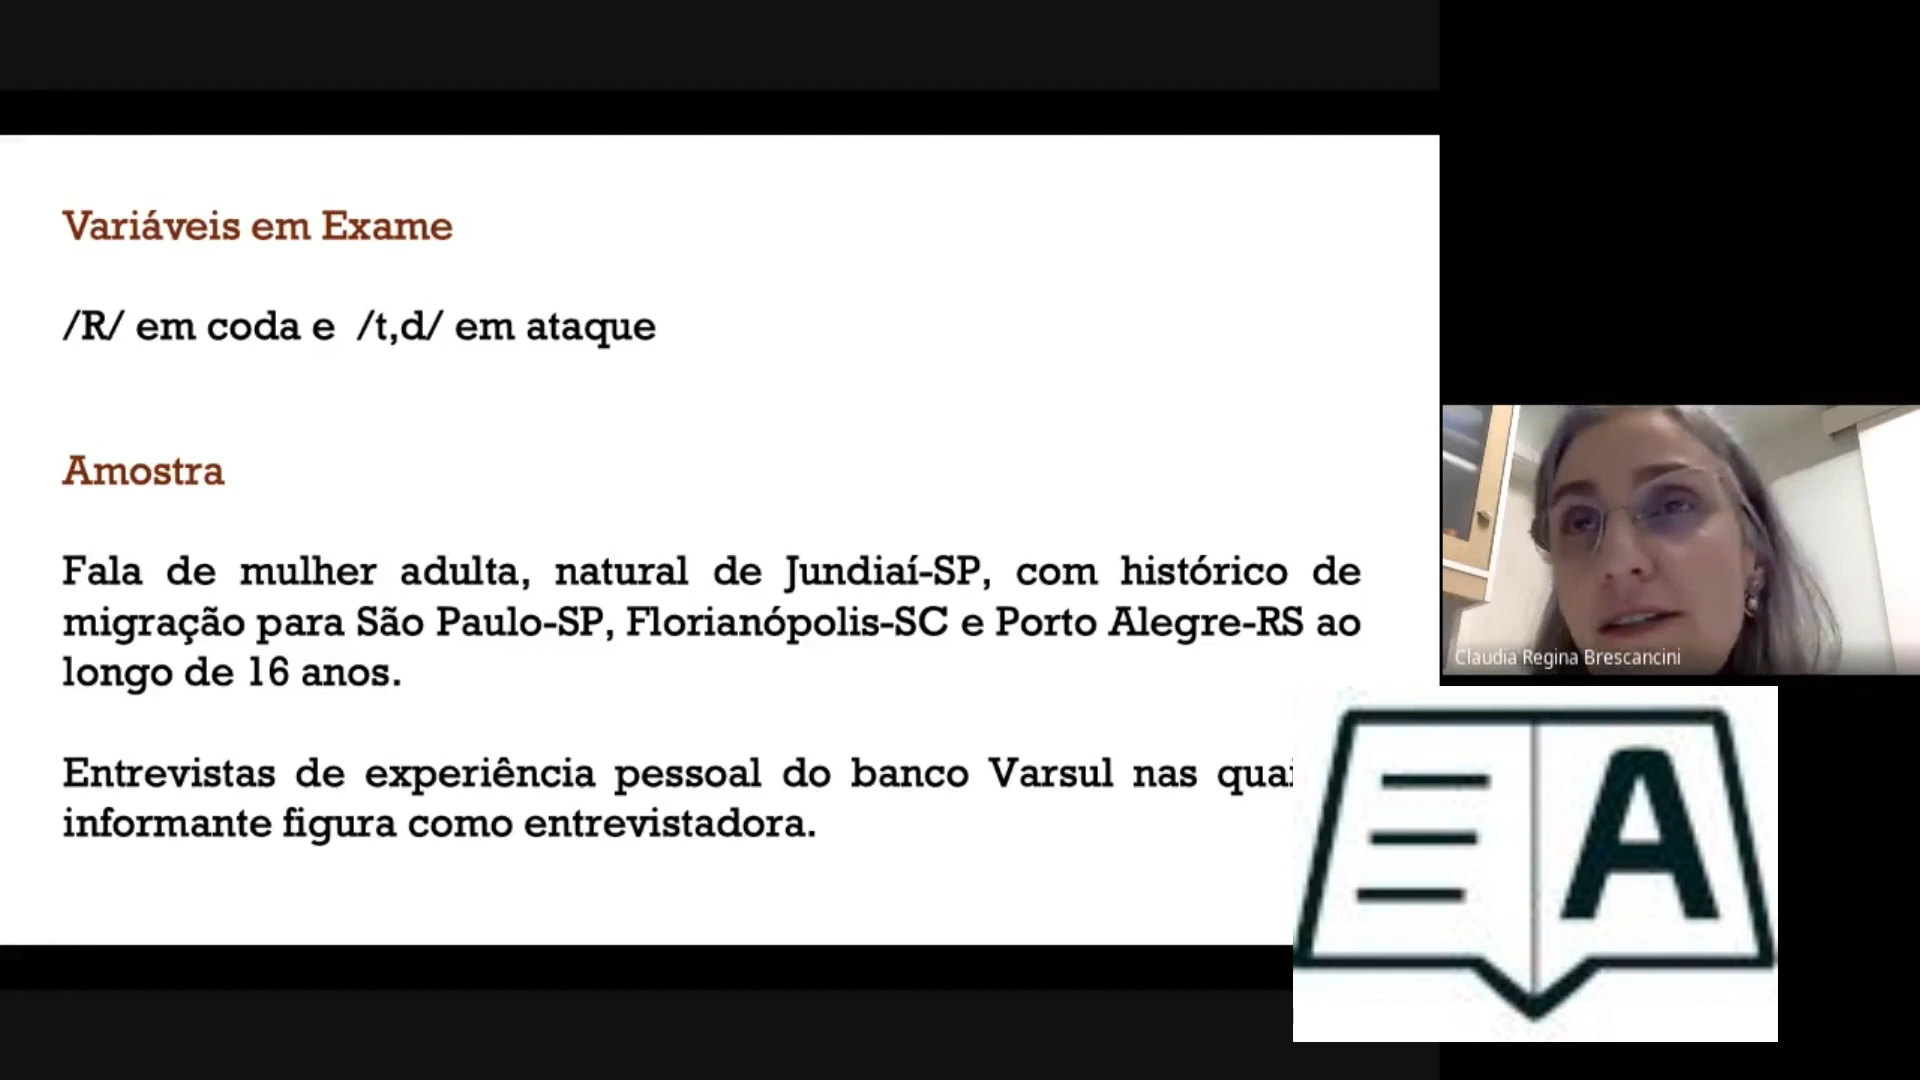 Variáveis em Exame
/R/ em coda e /t,d/ em ataque
Amostra
Fala de mulher adulta, natural de Jundiaí-SP, com histórico de
migração para São Paulo-SP, Florianópolis-SC e Porto Alegre-RS ao
longo de 16 anos.
Entrevistas de experiência pessoal do banco Varsul nas quai
informante figura como entrevistadora.
Claudia Regina Brescancini
A